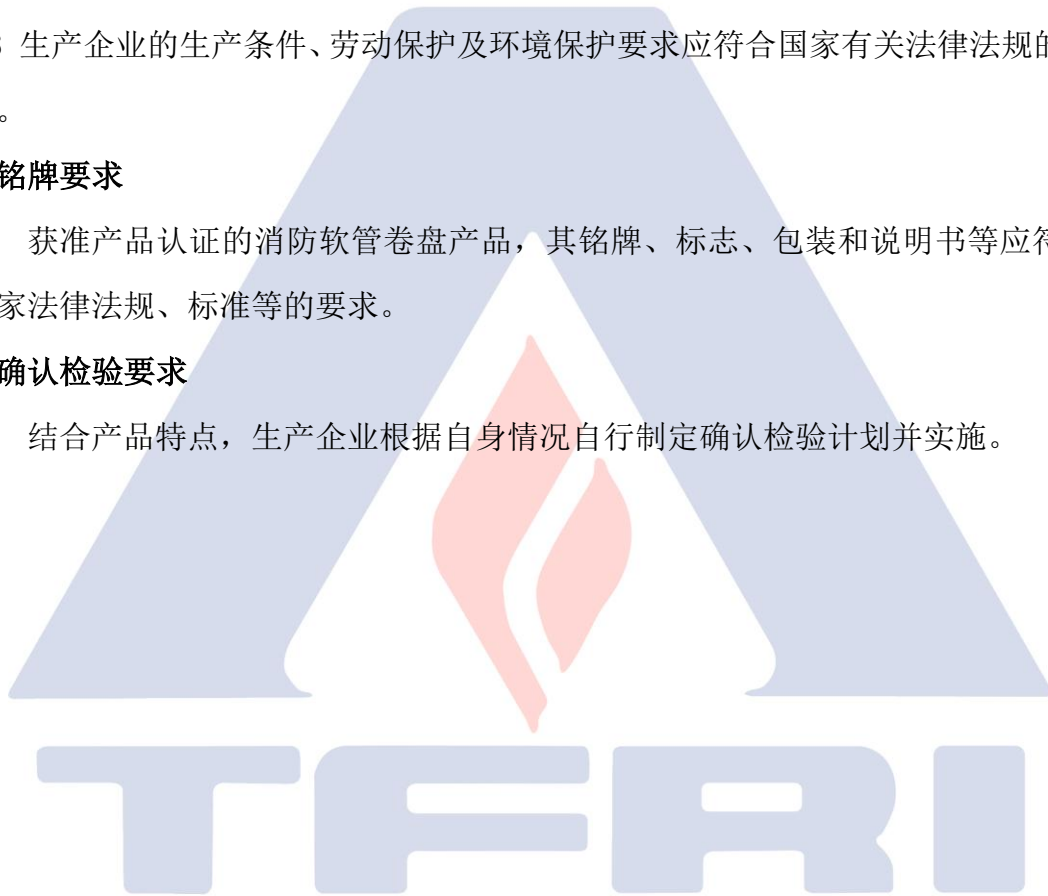 生产企业的生产条件、劳动保护及环境保护要求应符合国家有关法律法规的
。
铭牌要求
获准产品认证的消防软管卷盘产品，其铭牌、标志、包装和说明书等应符
家法律法规、标准等的要求。
确认检验要求
结合产品特点，生产企业根据自身情况自行制定确认检验计划并实施。
TFRI